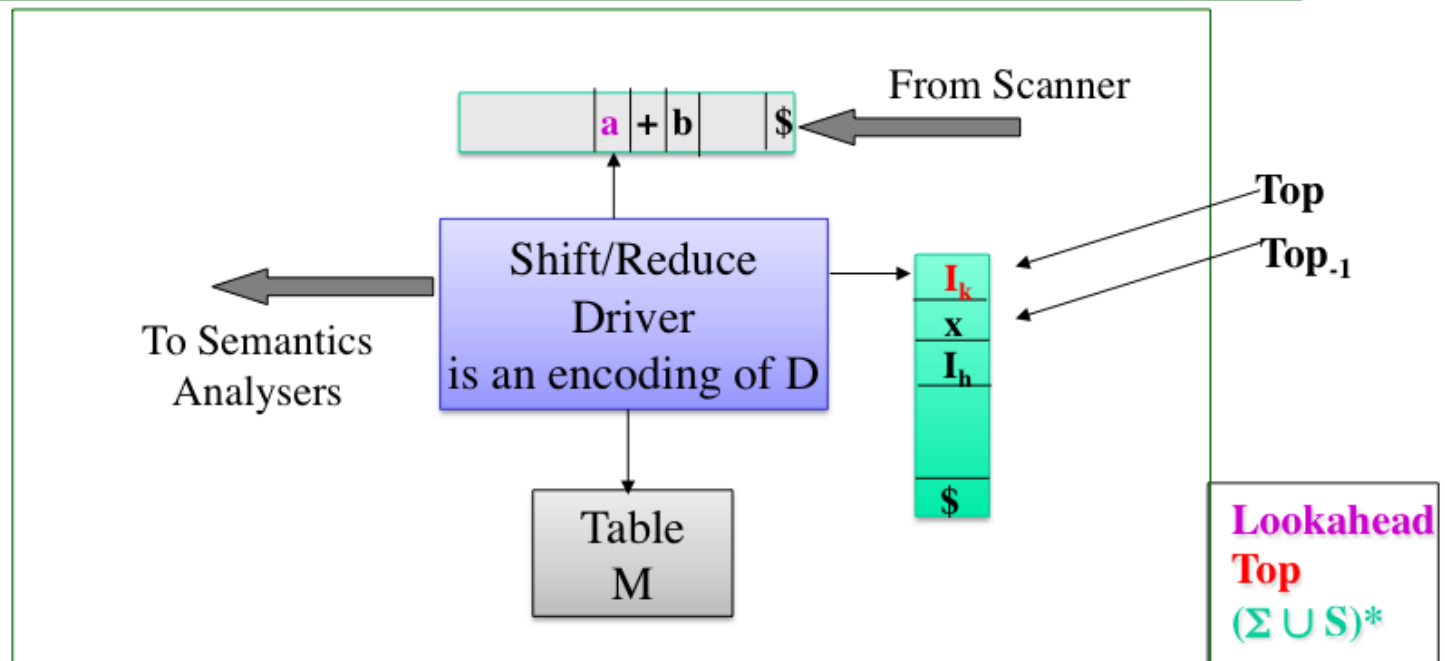 From Scanner
a + b $
Top
Top-1
Shift/Reduce
Driver
is an encoding of D
To Semantics
Analysers
Ik
x
Ih
$
Table
M
Lookahead
Top
(Σ ∪ S)*